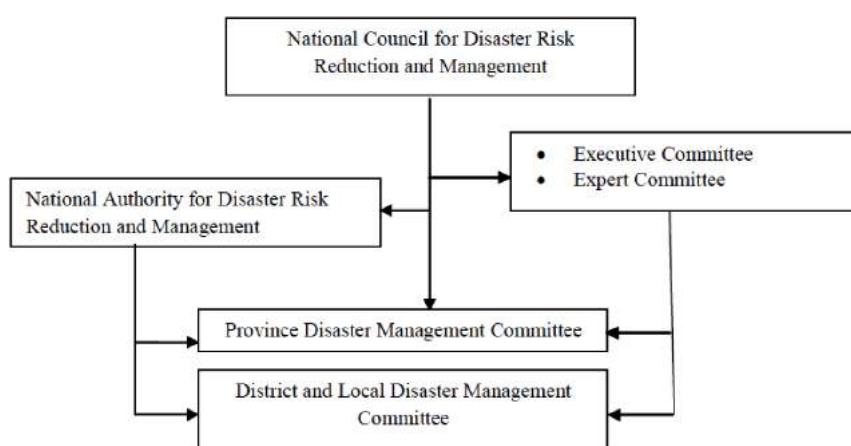 National Council for Disaster Risk
Reduction and Management
• Executive Committee
• Expert Committee
National Authority for Disaster Risk
Reduction and Management
Province Disaster Management Committee
District and Local Disaster Management
Committee